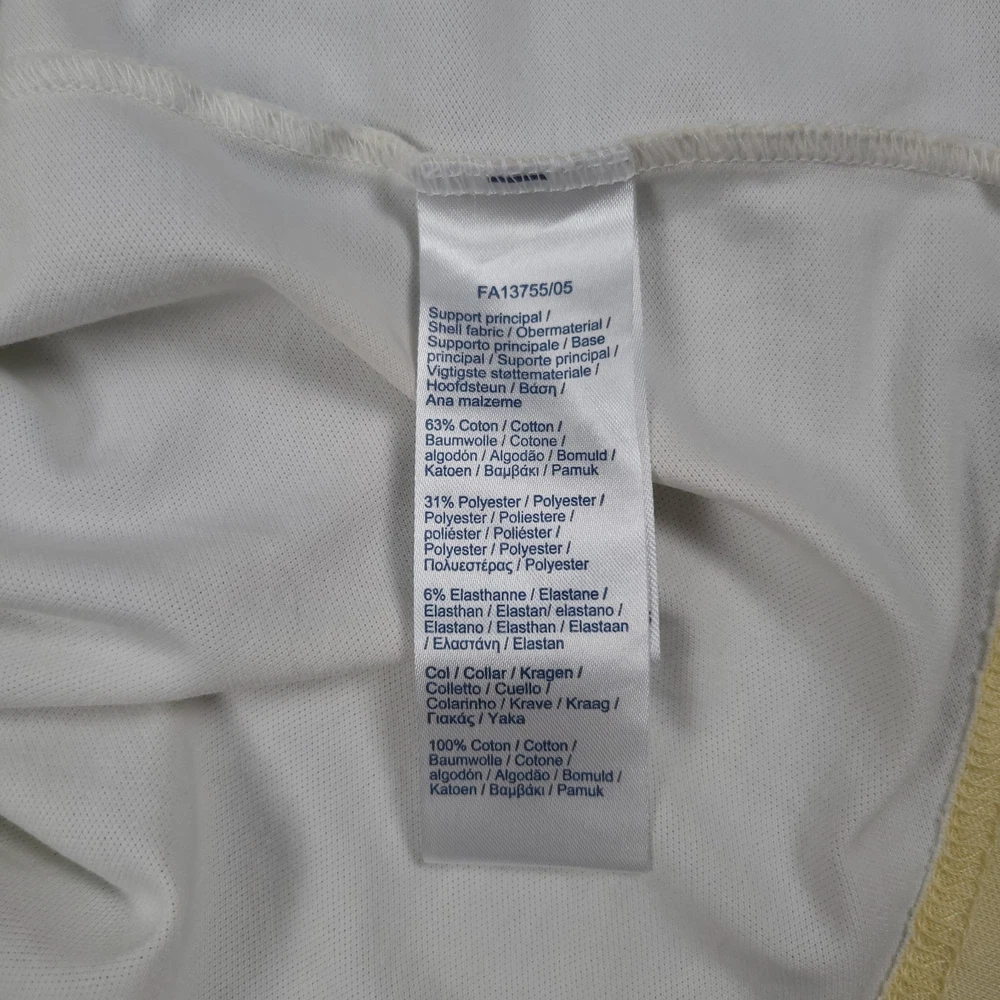 FA13755/05
Support principal /
Shell fabric / Obermaterial /
Supporto principale / Base
principal / Suporte principal /
Vigtigste støttemateriale /
Hoofdsteun / Βάση /
Ana malzeme
63% Coton / Cotton /
Baumwolle / Cotone /
algodón / Algodão / Bomuld /
Katoen / Βαμβάκι / Pamuk
31% Polyester / Polyester /
Polyester / Poliestere /
poliéster / Poliéster /
Polyester / Polyester /
Πολυεστέρας / Polyester
6% Elasthanne / Elastane /
Elasthan / Elastan/ elastano /
Elastano / Elasthan / Elastaan
/ Ελαστάνη / Elastan
Col / Collar / Kragen /
Colletto / Cuello /
Colarinho / Krave / Kraag /
Γιακάς / Yaka
100% Coton / Cotton /
Baumwolle / Cotone /
algodón / Algodão / Bomuld /
Katoen / Βαμβάκι / Pamuk